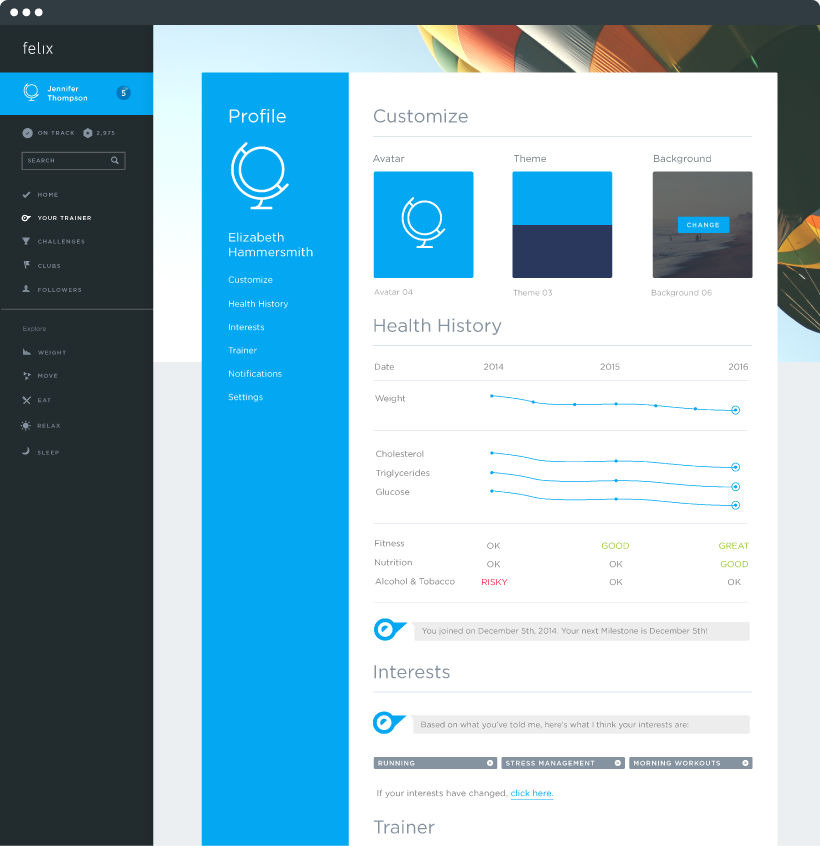 felix
Jennifer
Thompson
5
ON TRACK
2,975
SEARCH
HOME
YOUR TRAINER
CHALLENGES
CLUBS
FOLLOWERS
Explore
WEIGHT
MOVE
EAT
RELAX
SLEEP
Profile
Elizabeth
Hammersmith
Customize
Health History
Interests
Trainer
Notifications
Settings
Customize
Avatar Theme Background
CHANGE
Avatar 04 Theme 03 Background 06
Health History
Date 2014 2015 2016
Weight
Cholesterol
Triglycerides
Glucose
Fitness OK GOOD GREAT
Nutrition OK OK GOOD
Alcohol & Tobacco RISKY OK OK
You joined on December 5th, 2014. Your next Milestone is December 5th!
Interests
Based on what you've told me, here's what I think your interests are:
RUNNING STRESS MANAGEMENT MORNING WORKOUTS
If your interests have changed, click here.
Trainer